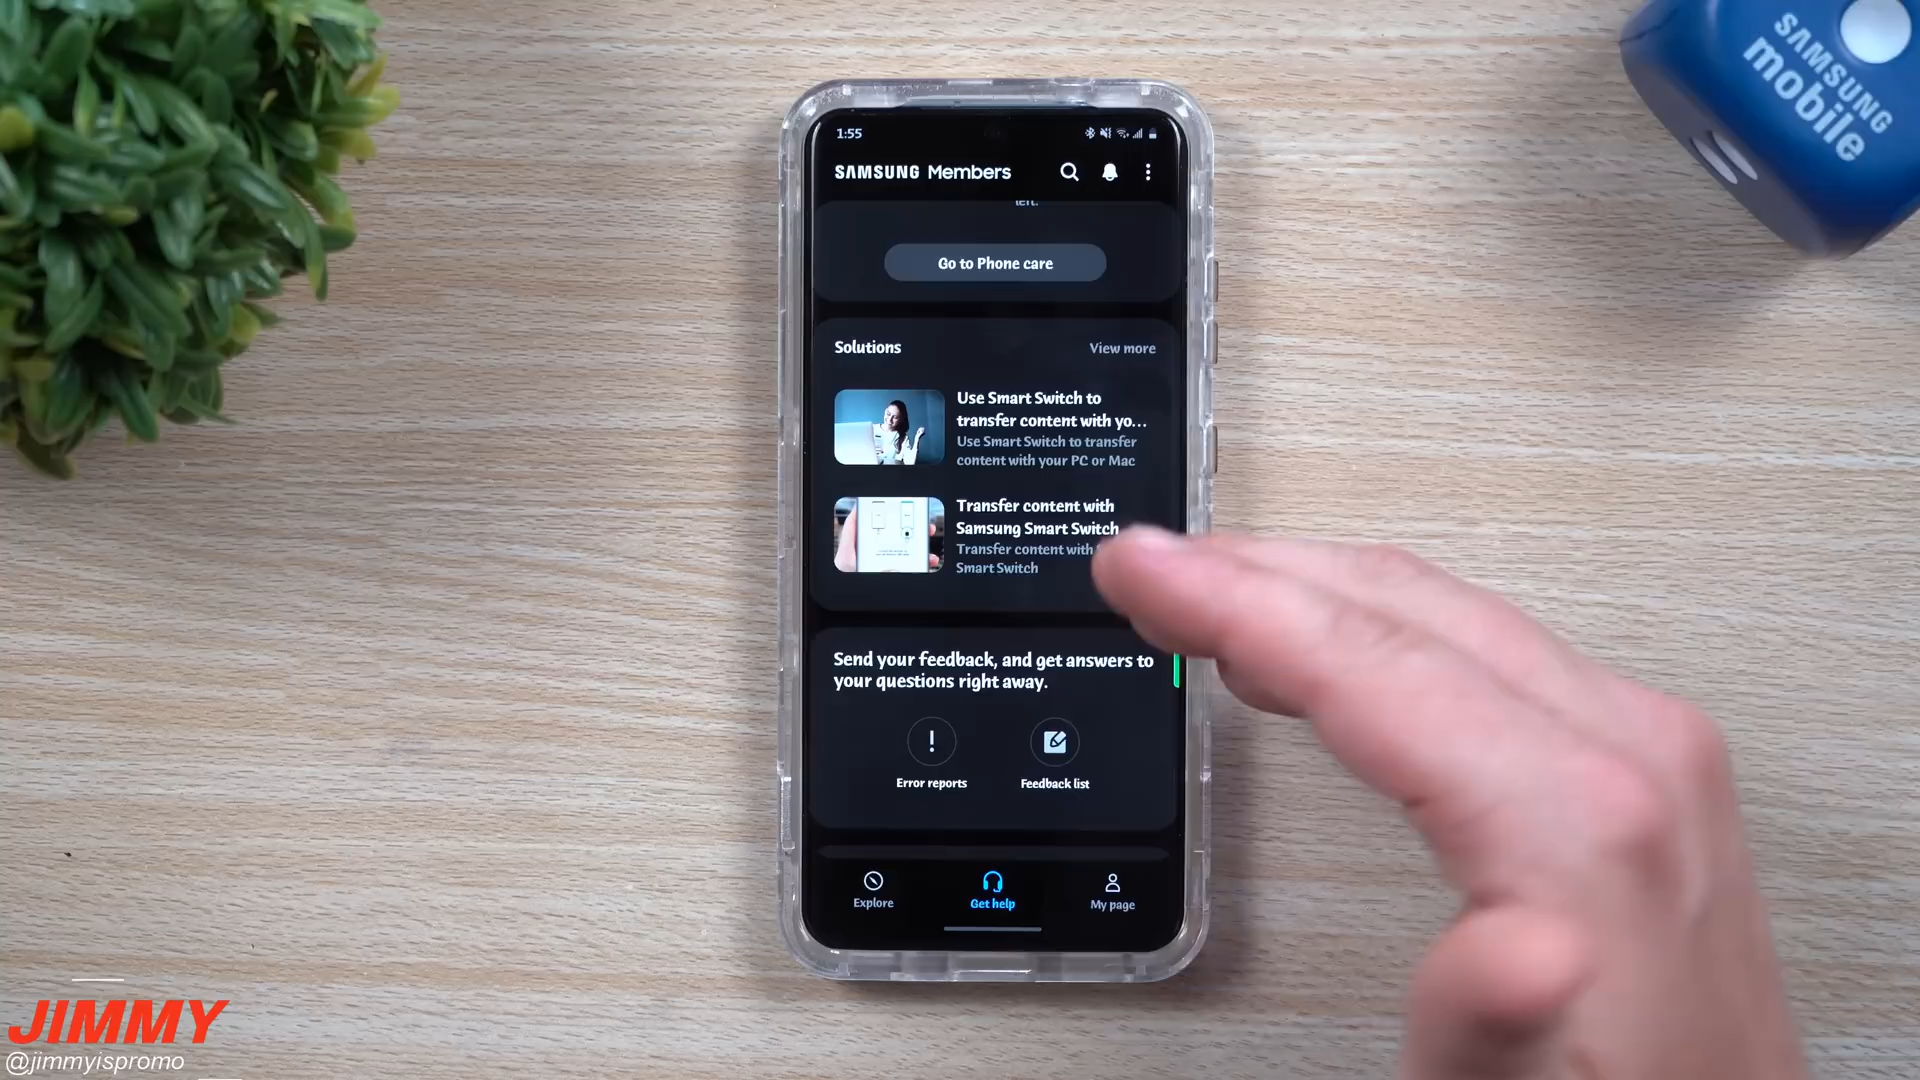 SAMSUNG
mobile
1:55
SAMSUNG Members
left.
Go to Phone care
Solutions
View more
Use Smart Switch to
transfer content with yo...
Use Smart Switch to transfer
content with your PC or Mac
Transfer content with
Samsung Smart Switch
Transfer content with
Smart Switch
Send your feedback, and get answers to
your questions right away.
Error reports
Feedback list
Explore
Get help
My page
JIMMY
@jimmyispromo